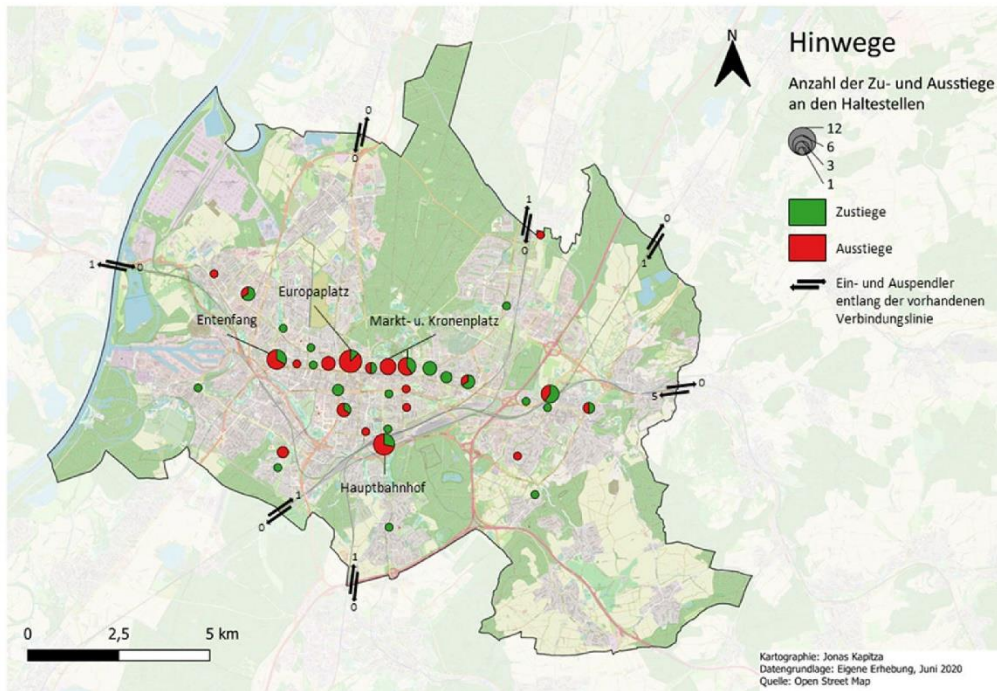 Hinwege
N
Anzahl der Zu- und Ausstiege
an den Haltestellen
12
6
3
1
Zustiege
Ausstiege
Ein- und Auspendler
entlang der vorhandenen
Verbindungslinie
0
0
1
0
0
1
1
0
Europaplatz
Entenfang
Markt- u. Kronenplatz
0
5
Hauptbahnhof
1
0
1
0
0
2,5
5 km
Kartographie: Jonas Kapitza
Datengrundlage: Eigene Erhebung, Juni 2020
Quelle: Open Street Map